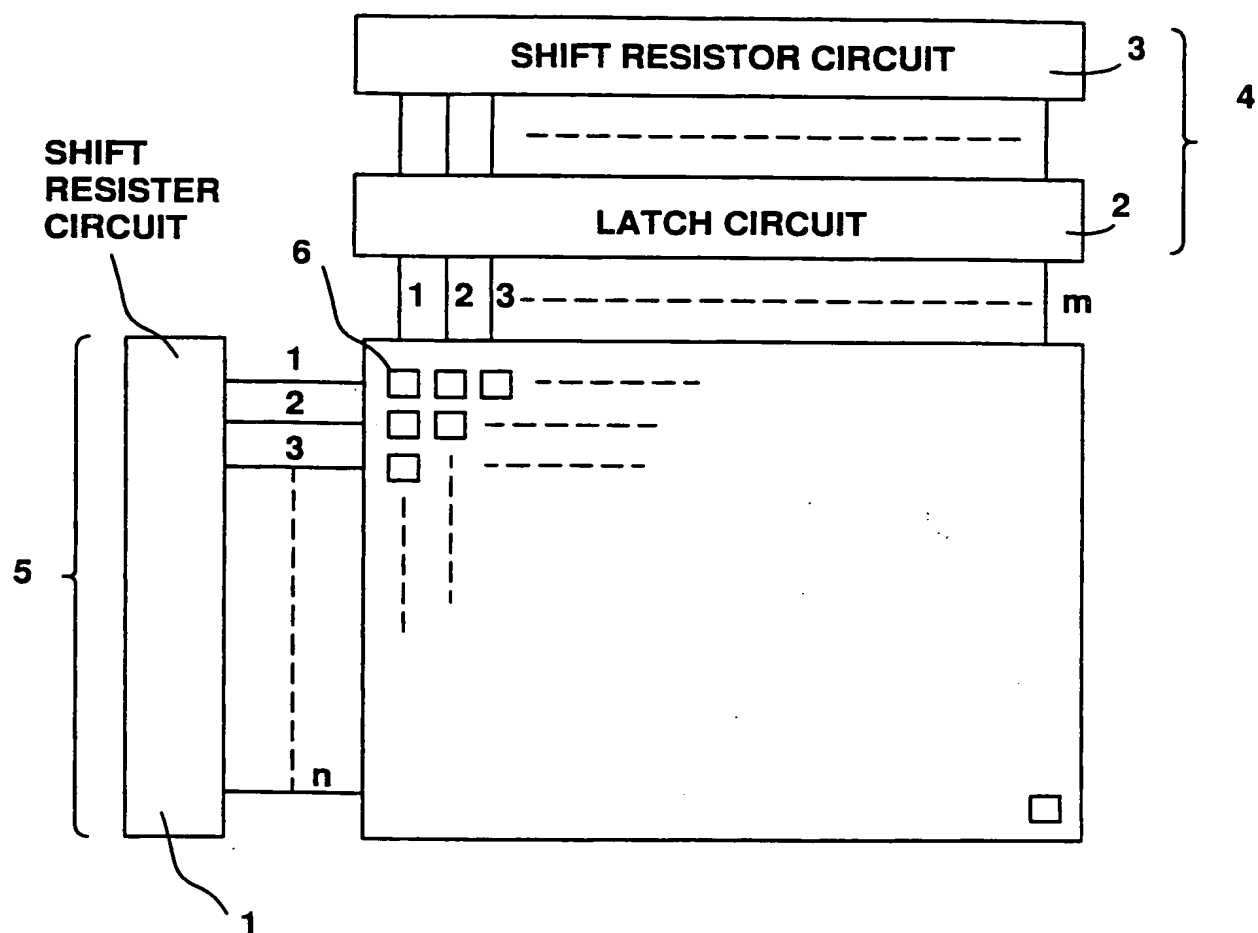 SHIFT RESISTOR CIRCUIT
3
4
SHIFT
RESISTER
CIRCUIT
LATCH CIRCUIT
2
6
1 2 3 m
1
2
3
5
n
1